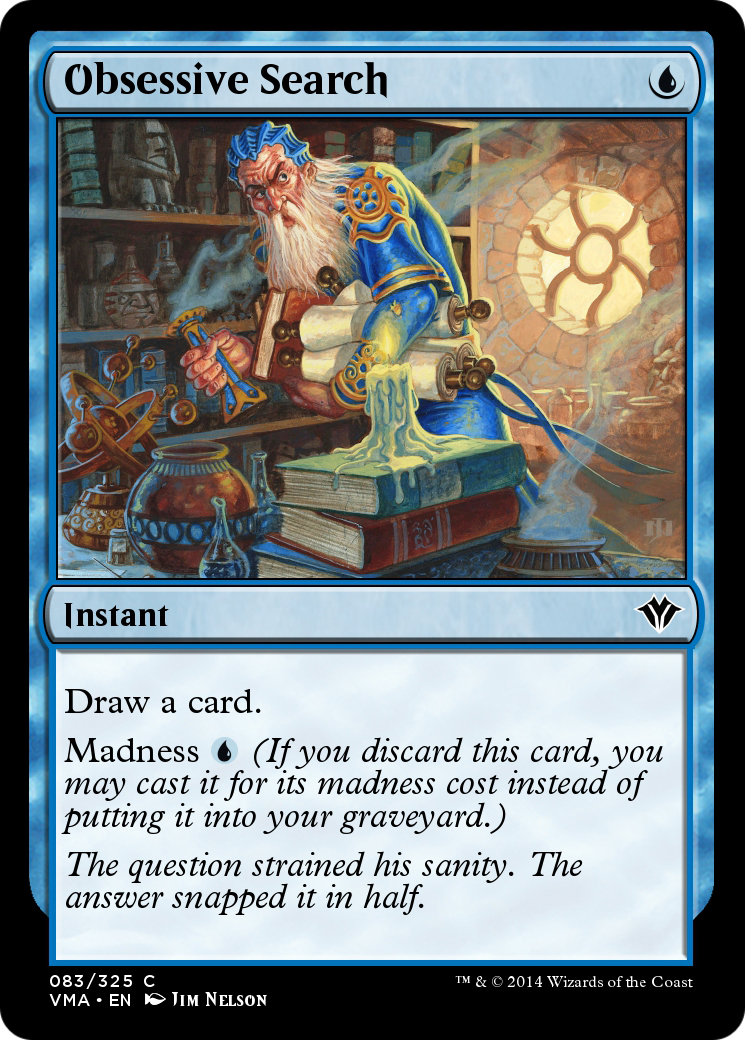 Obsessive Search
Instant
Draw a card.
Madness (If you discard this card, you
may cast it for its madness cost instead of
putting it into your graveyard.)
The question strained his sanity. The
answer snapped it in half.
083/325 C
VMA • EN Jim Nelson
™ & © 2014 Wizards of the Coast